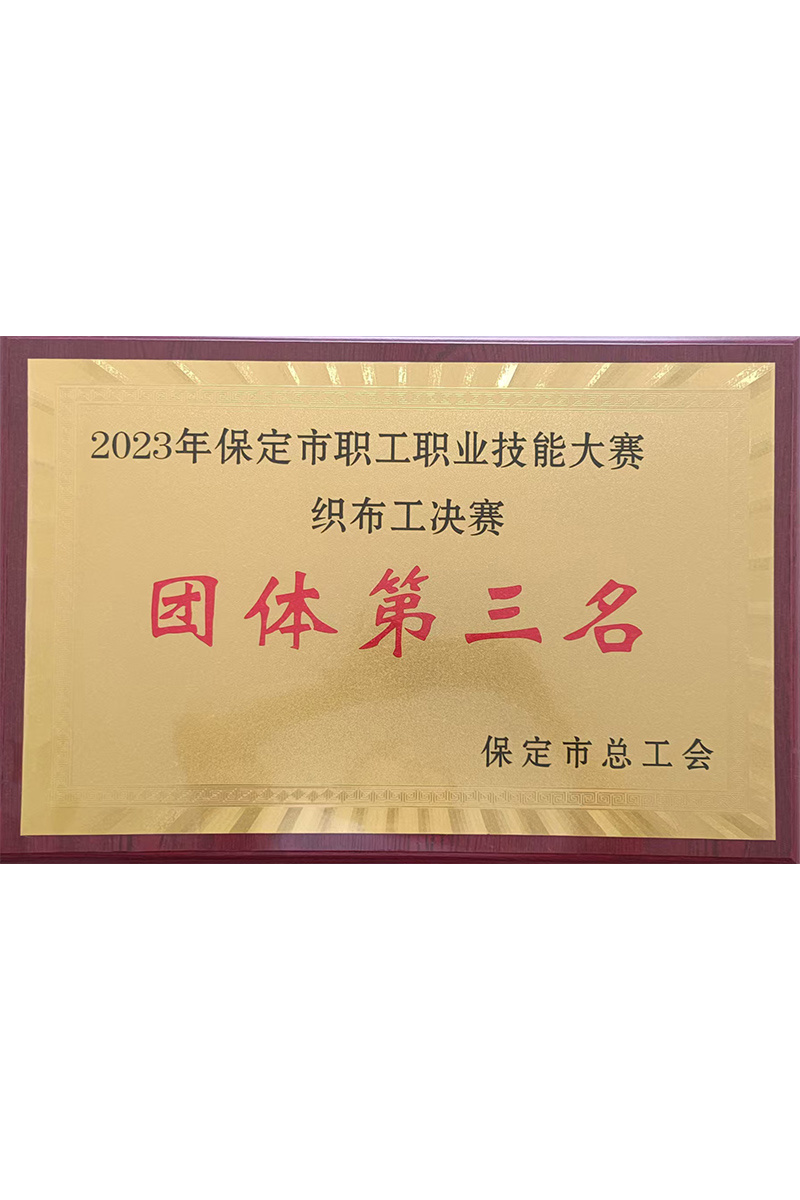 2023年保定市职工职业技能大赛
织布工决赛
团体第三名
保定市总工会